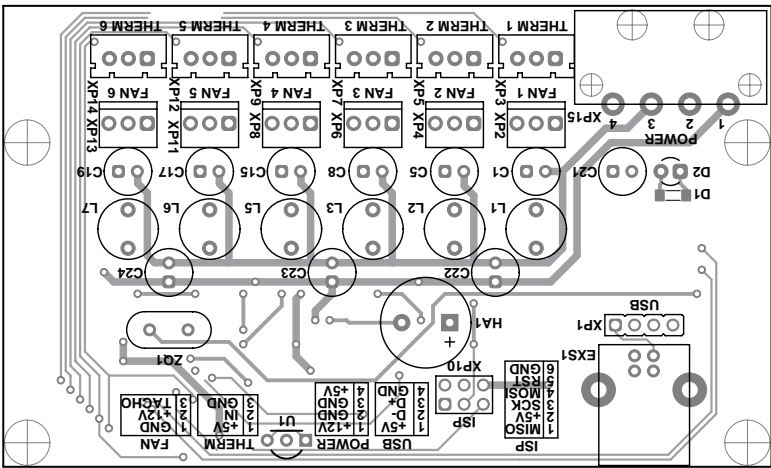 ISP
1 MISO
2 +5V
3 SCK
4 MOSI
5 RST
6 GND
USB
1 +5V
2 D-
3 D+
4 GND
POWER
1 +12V
2 GND
3 GND
4 +5V
U1
THERM
1 +5V
2 IN
3 GND
FAN
1 GND
2 +12V
3 TACHO
ISP
XP10
EXS1
XP1
USB
HA1
+
ZQ1
C22
C23
C24
L1
L2
L3
L5
L6
L7
D1
D2
C21
C1
C5
C8
C15
C17
C19
POWER
1
2
3
4
XP15
XP2
XP3
XP4
XP5
XP6
XP7
XP8
XP9
XP11
XP12
XP13
XP14
FAN 1
FAN 2
FAN 3
FAN 4
FAN 5
FAN 6
THERM 1
THERM 2
THERM 3
THERM 4
THERM 5
THERM 6